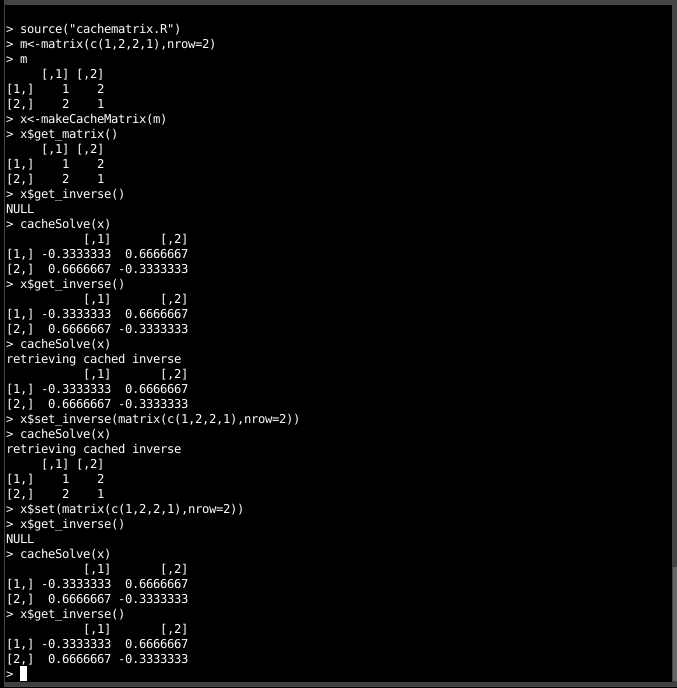 > source("cachematrix.R")
> m<-matrix(c(1,2,2,1),nrow=2)
> m
     [,1] [,2]
[1,]    1    2
[2,]    2    1
> x<-makeCacheMatrix(m)
> x$get_matrix()
     [,1] [,2]
[1,]    1    2
[2,]    2    1
> x$get_inverse()
NULL
> cacheSolve(x)
           [,1]       [,2]
[1,] -0.3333333  0.6666667
[2,]  0.6666667 -0.3333333
> x$get_inverse()
           [,1]       [,2]
[1,] -0.3333333  0.6666667
[2,]  0.6666667 -0.3333333
> cacheSolve(x)
retrieving cached inverse
           [,1]       [,2]
[1,] -0.3333333  0.6666667
[2,]  0.6666667 -0.3333333
> x$set_inverse(matrix(c(1,2,2,1),nrow=2))
> cacheSolve(x)
retrieving cached inverse
     [,1] [,2]
[1,]    1    2
[2,]    2    1
> x$set(matrix(c(1,2,2,1),nrow=2))
> x$get_inverse()
NULL
> cacheSolve(x)
           [,1]       [,2]
[1,] -0.3333333  0.6666667
[2,]  0.6666667 -0.3333333
> x$get_inverse()
           [,1]       [,2]
[1,] -0.3333333  0.6666667
[2,]  0.6666667 -0.3333333
>